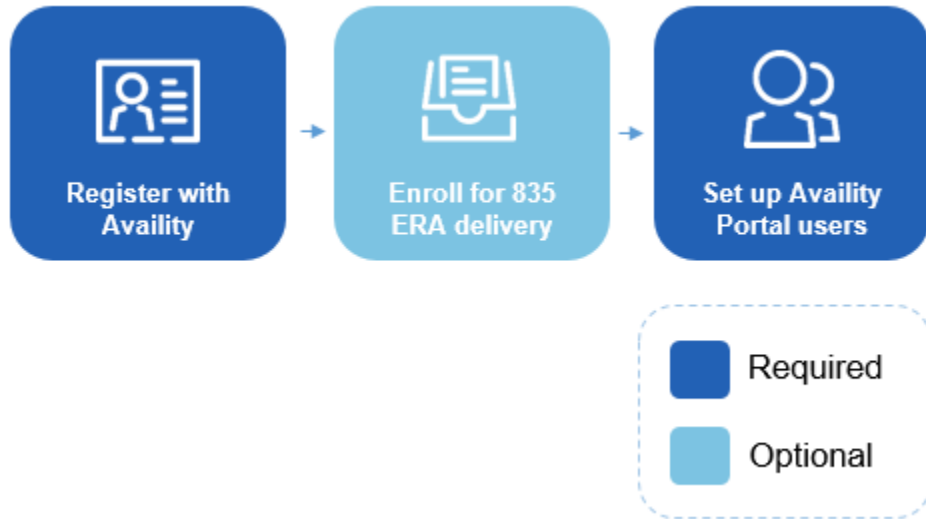 Register with
Availity
Enroll for 835
ERA delivery
Set up Availity
Portal users
Required
Optional